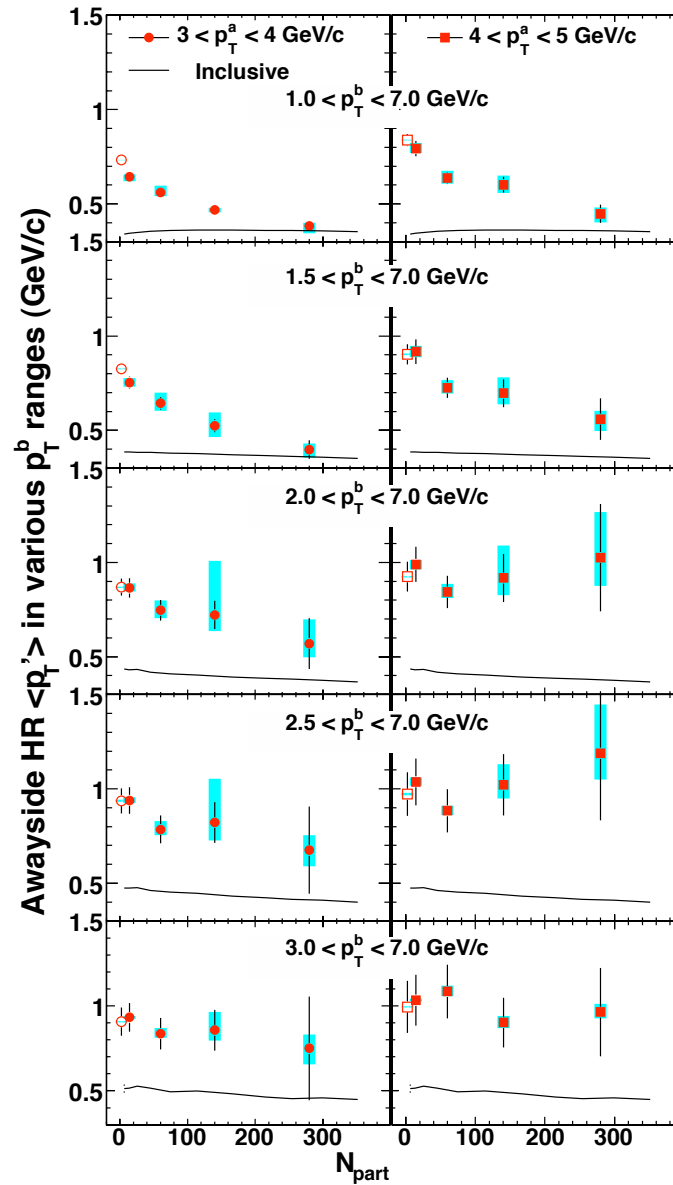 Awayside HR <p_T'> in various p_T^b ranges (GeV/c)
3 < p_T^a < 4 GeV/c
Inclusive
4 < p_T^a < 5 GeV/c
1.0 < p_T^b < 7.0 GeV/c
1.5
1
0.5
1.5 < p_T^b < 7.0 GeV/c
1.5
1
0.5
2.0 < p_T^b < 7.0 GeV/c
1.5
1
0.5
2.5 < p_T^b < 7.0 GeV/c
1.5
1
0.5
3.0 < p_T^b < 7.0 GeV/c
1.5
1
0.5
0 100 200 300 0 100 200 300
N_part